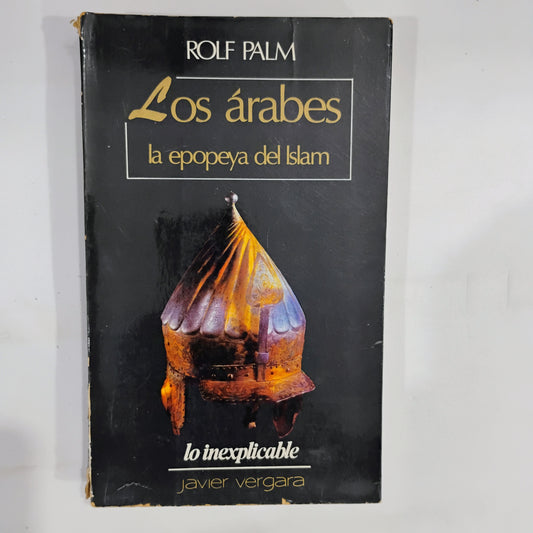 ROLF PALM
Los árabes
la epopeya del Islam
lo inexplicable
javier vergara